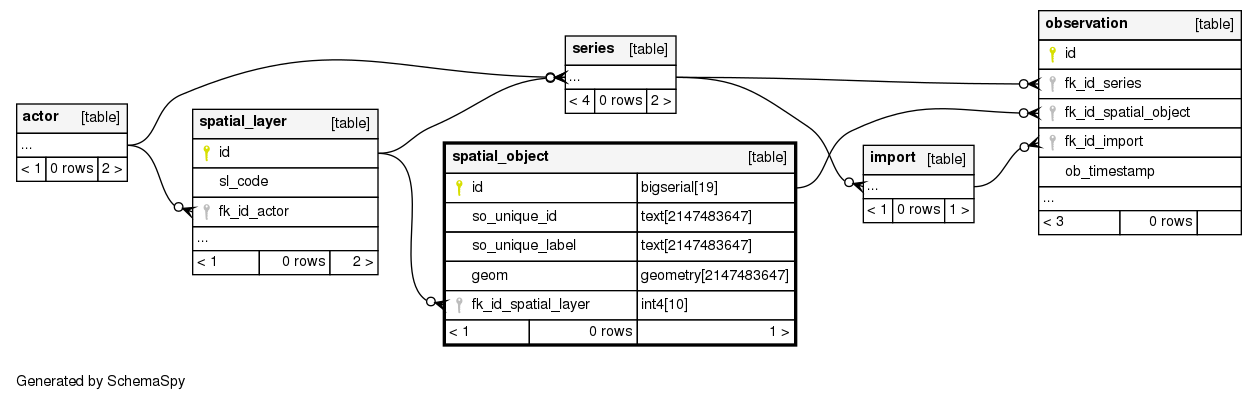 actor [table]
...
< 1 0 rows 2 >
spatial_layer [table]
id
sl_code
fk_id_actor
...
< 1 0 rows 2 >
series [table]
...
< 4 0 rows 2 >
spatial_object [table]
id bigserial[19]
so_unique_id text[2147483647]
so_unique_label text[2147483647]
geom geometry[2147483647]
fk_id_spatial_layer int4[10]
< 1 0 rows 1 >
import [table]
...
< 1 0 rows 1 >
observation [table]
id
fk_id_series
fk_id_spatial_object
fk_id_import
ob_timestamp
...
< 3 0 rows
Generated by SchemaSpy